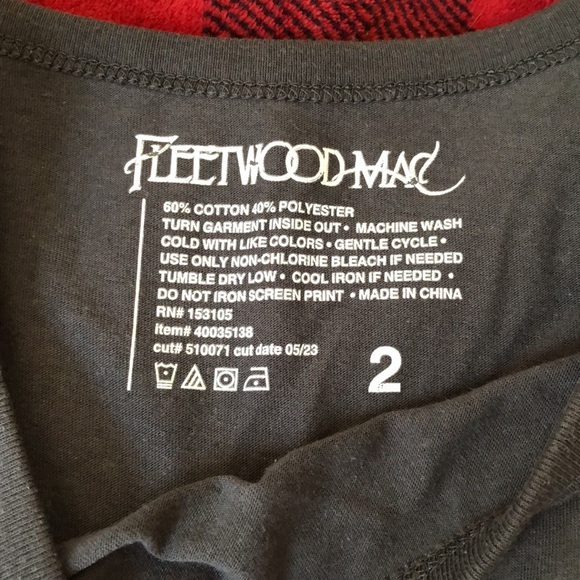 FLEETWOOD MAC
60% COTTON 40% POLYESTER
TURN GARMENT INSIDE OUT • MACHINE WASH
COLD WITH LIKE COLORS • GENTLE CYCLE •
USE ONLY NON-CHLORINE BLEACH IF NEEDED
TUMBLE DRY LOW • COOL IRON IF NEEDED •
DO NOT IRON SCREEN PRINT • MADE IN CHINA
RN# 153105
Item# 40035138
cut# 510071 cut date 05/23
2